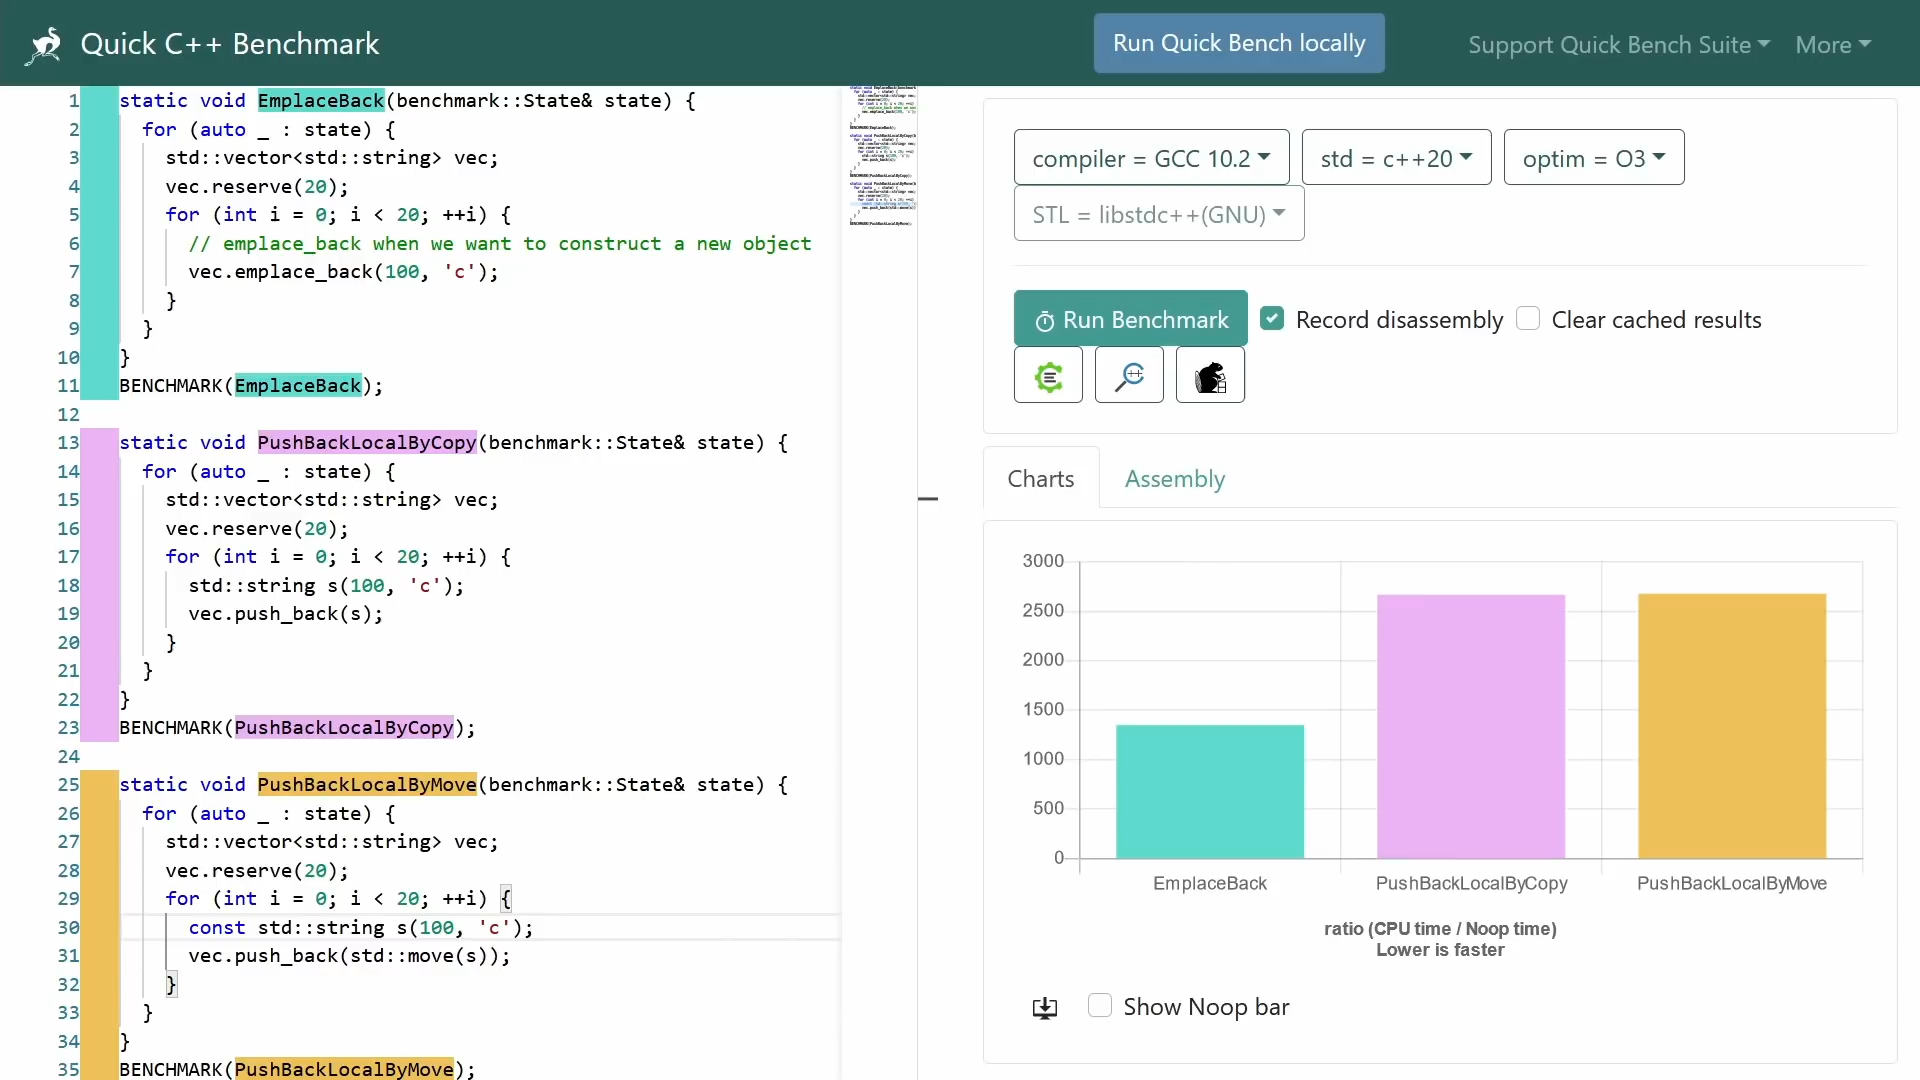 Quick C++ Benchmark
Run Quick Bench locally
Support Quick Bench Suite
More
1 static void EmplaceBack(benchmark::State& state) {
2 for (auto _ : state) {
3 std::vector<std::string> vec;
4 vec.reserve(20);
5 for (int i = 0; i < 20; ++i) {
6 // emplace_back when we want to construct a new object
7 vec.emplace_back(100, 'c');
8 }
9 }
10 }
11 BENCHMARK(EmplaceBack);
12
13 static void PushBackLocalByCopy(benchmark::State& state) {
14 for (auto _ : state) {
15 std::vector<std::string> vec;
16 vec.reserve(20);
17 for (int i = 0; i < 20; ++i) {
18 std::string s(100, 'c');
19 vec.push_back(s);
20 }
21 }
22 }
23 BENCHMARK(PushBackLocalByCopy);
24
25 static void PushBackLocalByMove(benchmark::State& state) {
26 for (auto _ : state) {
27 std::vector<std::string> vec;
28 vec.reserve(20);
29 for (int i = 0; i < 20; ++i) {
30 const std::string s(100, 'c');
31 vec.push_back(std::move(s));
32 }
33 }
34 }
35 BENCHMARK(PushBackLocalByMove);
compiler = GCC 10.2
std = c++20
optim = O3
STL = libstdc++(GNU)
Run Benchmark
Record disassembly
Clear cached results
Charts
Assembly
3000
2500
2000
1500
1000
500
0
EmplaceBack
PushBackLocalByCopy
PushBackLocalByMove
ratio (CPU time / Noop time)
Lower is faster
Show Noop bar